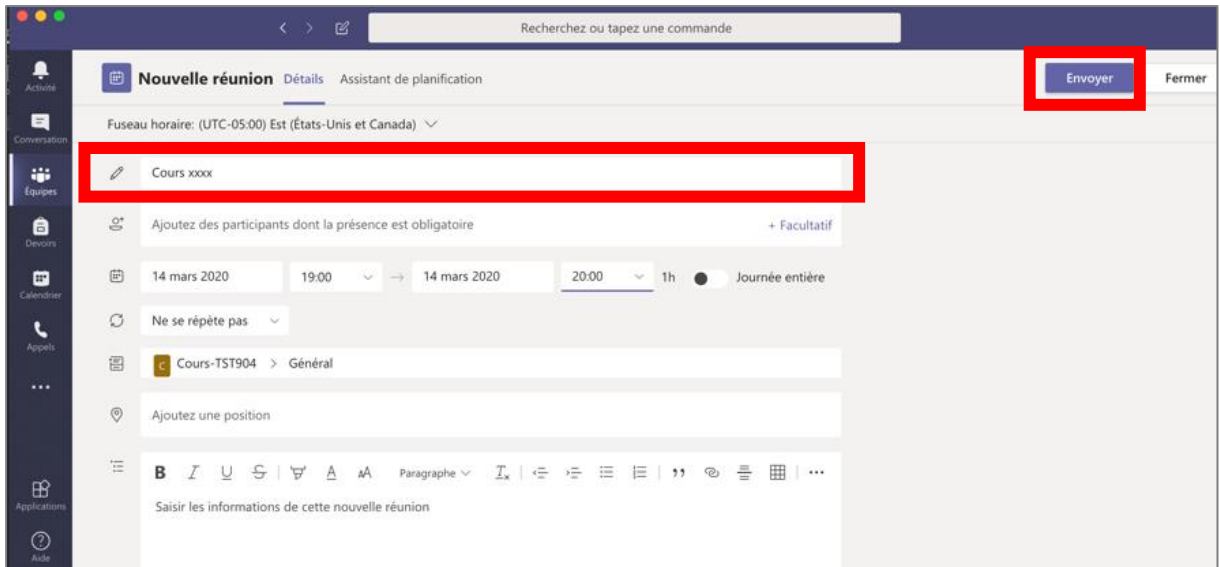 Recherchez ou tapez une commande
Activité
Nouvelle réunion Détails Assistant de planification Envoyer Fermer
Fuseau horaire: (UTC-05:00) Est (États-Unis et Canada)
Conversation
Cours xxxx
Équipes
Ajoutez des participants dont la présence est obligatoire + Facultatif
Devoirs
14 mars 2020 19:00 → 14 mars 2020 20:00 1h Journée entière
Calendrier
Ne se répète pas
Appels
C Cours-TST904 > Général
Ajoutez une position
B I U S A AA Paragraphe
Saisir les informations de cette nouvelle réunion
Applications
Aide